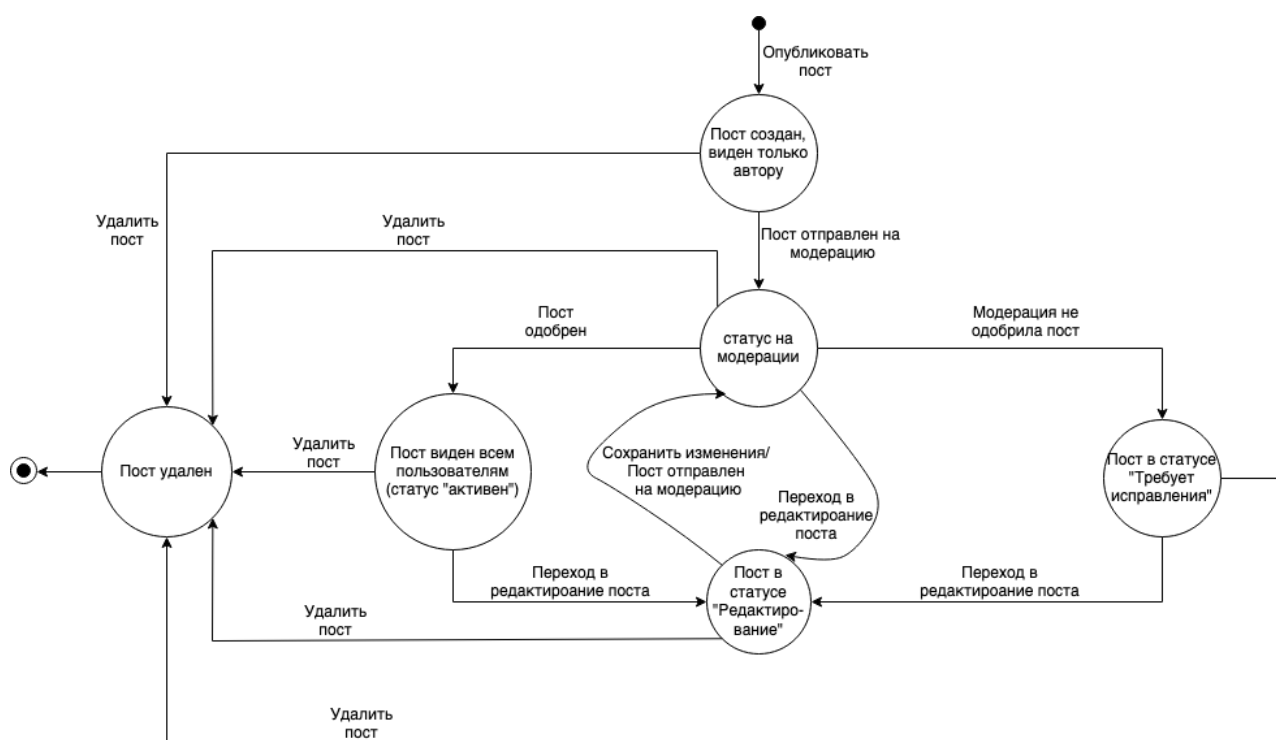 Опубликовать
пост
Пост создан,
виден только
автору
Удалить
пост
Удалить
пост
Пост отправлен на
модерацию
Пост
одобрен
статус на
модерации
Модерация не
одобрила пост
Пост удален
Удалить
пост
Пост виден всем
пользователям
(статус "активен")
Сохранить изменения/
Пост отправлен
на модерацию
Переход в
редактироание
поста
Пост в статусе
"Требует
исправления"
Переход в
редактироание поста
Пост в
статусе
"Редактиро-
вание"
Переход в
редактироание поста
Удалить
пост
Удалить
пост